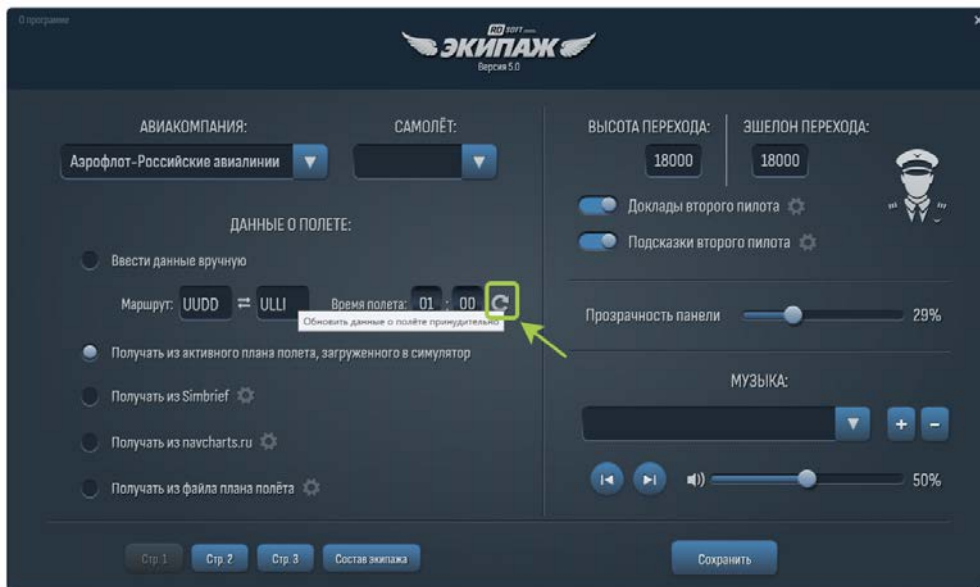 О программе
RD SOFT
ЭКИПАЖ
Версия 5.0
АВИАКОМПАНИЯ:
САМОЛЁТ:
Аэрофлот-Российские авиалинии
ДАННЫЕ О ПОЛЕТЕ:
Ввести данные вручную
Маршрут: UUDD ⇄ ULLI Время полета: 01 : 00
Обновить данные о полёте принудительно
Получать из активного плана полета, загруженного в симулятор
Получать из Simbrief
Получать из navcharts.ru
Получать из файла плана полёта
Стр. 1 Стр. 2 Стр. 3 Состав экипажа
ВЫСОТА ПЕРЕХОДА: ЭШЕЛОН ПЕРЕХОДА:
18000 18000
Доклады второго пилота
Подсказки второго пилота
Прозрачность панели 29%
МУЗЫКА:
+ −
50%
Сохранить